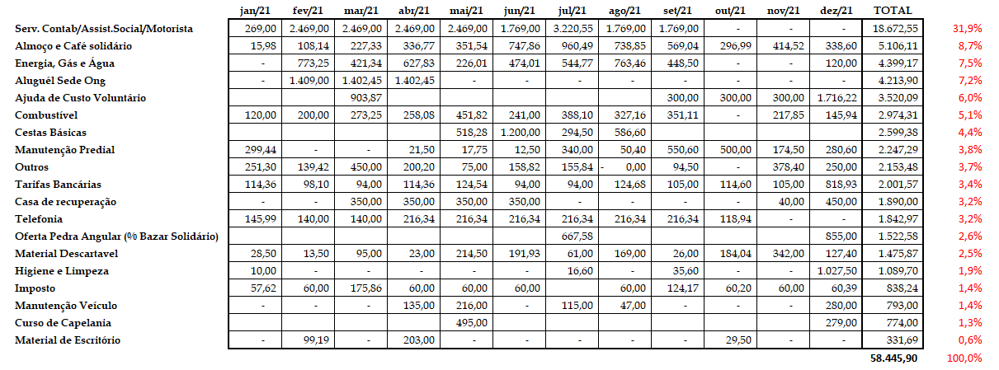 jan/21 fev/21 mar/21 abr/21 mai/21 jun/21 jul/21 ago/21 set/21 out/21 nov/21 dez/21 TOTAL
Serv. Contab/Assist.Social/Motorista 269,00 2.469,00 2.469,00 2.469,00 2.469,00 1.769,00 3.220,55 1.769,00 1.769,00 - - - 18.672,55 31,9%
Almoço e Café solidário 15,98 108,14 227,33 336,77 351,54 747,86 960,49 738,85 569,04 296,99 414,52 338,60 5.106,11 8,7%
Energia, Gás e Água - 773,25 421,34 627,83 226,01 474,01 544,77 763,46 448,50 - - 120,00 4.399,17 7,5%
Aluguél Sede Ong - 1.409,00 1.402,45 1.402,45 - - - - - - - - 4.213,90 7,2%
Ajuda de Custo Voluntário 903,87 300,00 300,00 300,00 1.716,22 3.520,09 6,0%
Combustível 120,00 200,00 273,25 258,08 451,82 241,00 388,10 327,16 351,11 - 217,85 145,94 2.974,31 5,1%
Cestas Básicas 518,28 1.200,00 294,50 586,60 2.599,38 4,4%
Manutenção Predial 299,44 - - 21,50 17,75 12,50 340,00 50,40 550,60 500,00 174,50 280,60 2.247,29 3,8%
Outros 251,30 139,42 450,00 200,20 75,00 158,82 155,84 - 0,00 94,50 - 378,40 250,00 2.153,48 3,7%
Tarifas Bancárias 114,36 98,10 94,00 114,36 124,54 94,00 94,00 124,68 105,00 114,60 105,00 818,93 2.001,57 3,4%
Casa de recuperação - - 350,00 350,00 350,00 350,00 - - - - 40,00 450,00 1.890,00 3,2%
Telefonia 145,99 140,00 140,00 216,34 216,34 216,34 216,34 216,34 216,34 118,94 - - 1.842,97 3,2%
Oferta Pedra Angular (% Bazar Solidário) 667,58 855,00 1.522,58 2,6%
Material Descartavel 28,50 13,50 95,00 23,00 214,50 191,93 61,00 169,00 26,00 184,04 342,00 127,40 1.475,87 2,5%
Higiene e Limpeza 10,00 - - - - - 16,60 - 35,60 - - 1.027,50 1.089,70 1,9%
Imposto 57,62 60,00 175,86 60,00 60,00 60,00 60,00 124,17 60,20 60,00 60,39 838,24 1,4%
Manutenção Veículo - - - 135,00 216,00 - 115,00 47,00 - - - 280,00 793,00 1,4%
Curso de Capelania 495,00 279,00 774,00 1,3%
Material de Escritório - 99,19 - 203,00 - - - - - 29,50 - - 331,69 0,6%
58.445,90 100,0%